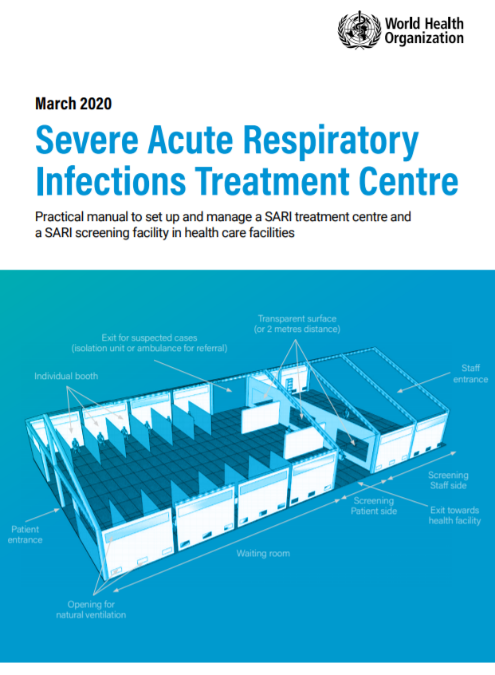 World Health
Organization
March 2020
Severe Acute Respiratory
Infections Treatment Centre
Practical manual to set up and manage a SARI treatment centre and
a SARI screening facility in health care facilities
Transparent surface
(or 2 metres distance)
Exit for suspected cases
(isolation unit or ambulance for referral)
Individual booth
Staff
entrance
Screening
Staff side
Screening
Patient side
Exit towards
health facility
Patient
entrance
Waiting room
Opening for
natural ventilation